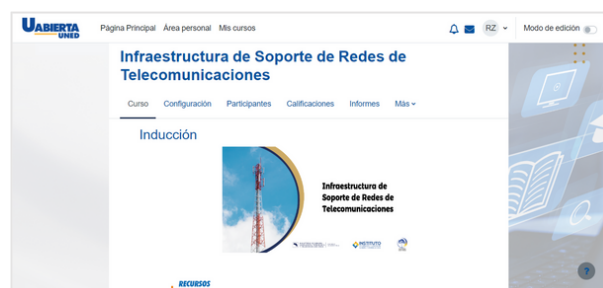 UABIERTA
UNED
Página Principal Área personal Mis cursos
RZ
Modo de edición
Infraestructura de Soporte de Redes de
Telecomunicaciones
Curso Configuración Participantes Calificaciones Informes Más
Inducción
Infraestructura de
Soporte de Redes de
Telecomunicaciones
INSTITUTO
RECURSOS
?